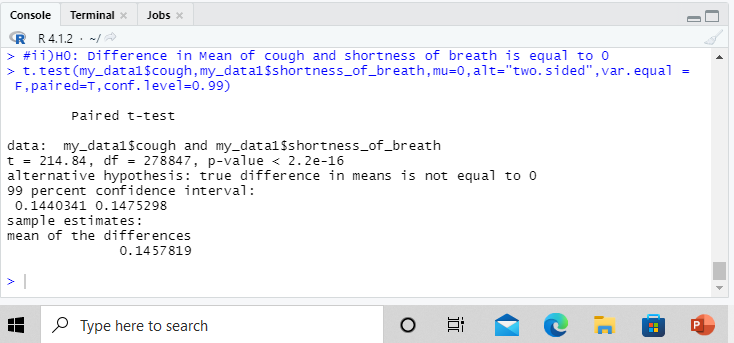 Console Terminal Jobs
R 4.1.2 · ~/
> #ii)H0: Difference in Mean of cough and shortness of breath is equal to 0
> t.test(my_data1$cough,my_data1$shortness_of_breath,mu=0,alt="two.sided",var.equal =
F,paired=T,conf.level=0.99)
Paired t-test
data: my_data1$cough and my_data1$shortness_of_breath
t = 214.84, df = 278847, p-value < 2.2e-16
alternative hypothesis: true difference in means is not equal to 0
99 percent confidence interval:
0.1440341 0.1475298
sample estimates:
mean of the differences
0.1457819
>
Type here to search